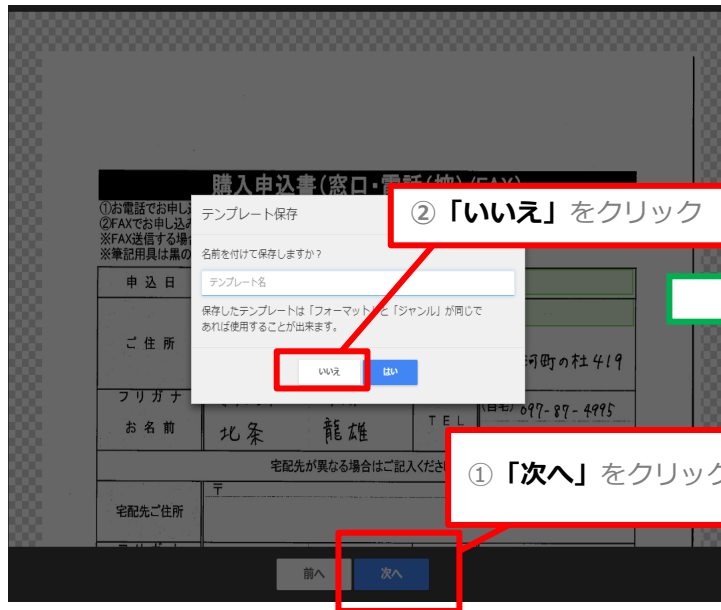 購入申込書(窓口・電話(控)/FAX)
①お電話でお申し込
②FAXでお申し込み
※FAX送信する場合
※筆記用具は黒の
②「いいえ」をクリック
テンプレート保存
名前を付けて保存しますか?
テンプレート名
保存したテンプレートは「フォーマット」と「ジャンル」が同じで
あれば使用することが出来ます。
いいえ
はい
申込日
ご住所
河町の杜419
フリガナ
(自宅) 097-87-4995
お名前
北条 龍雄
TEL
宅配先が異なる場合はご記入ください
①「次へ」をクリック
〒
宅配先ご住所
前へ
次へ